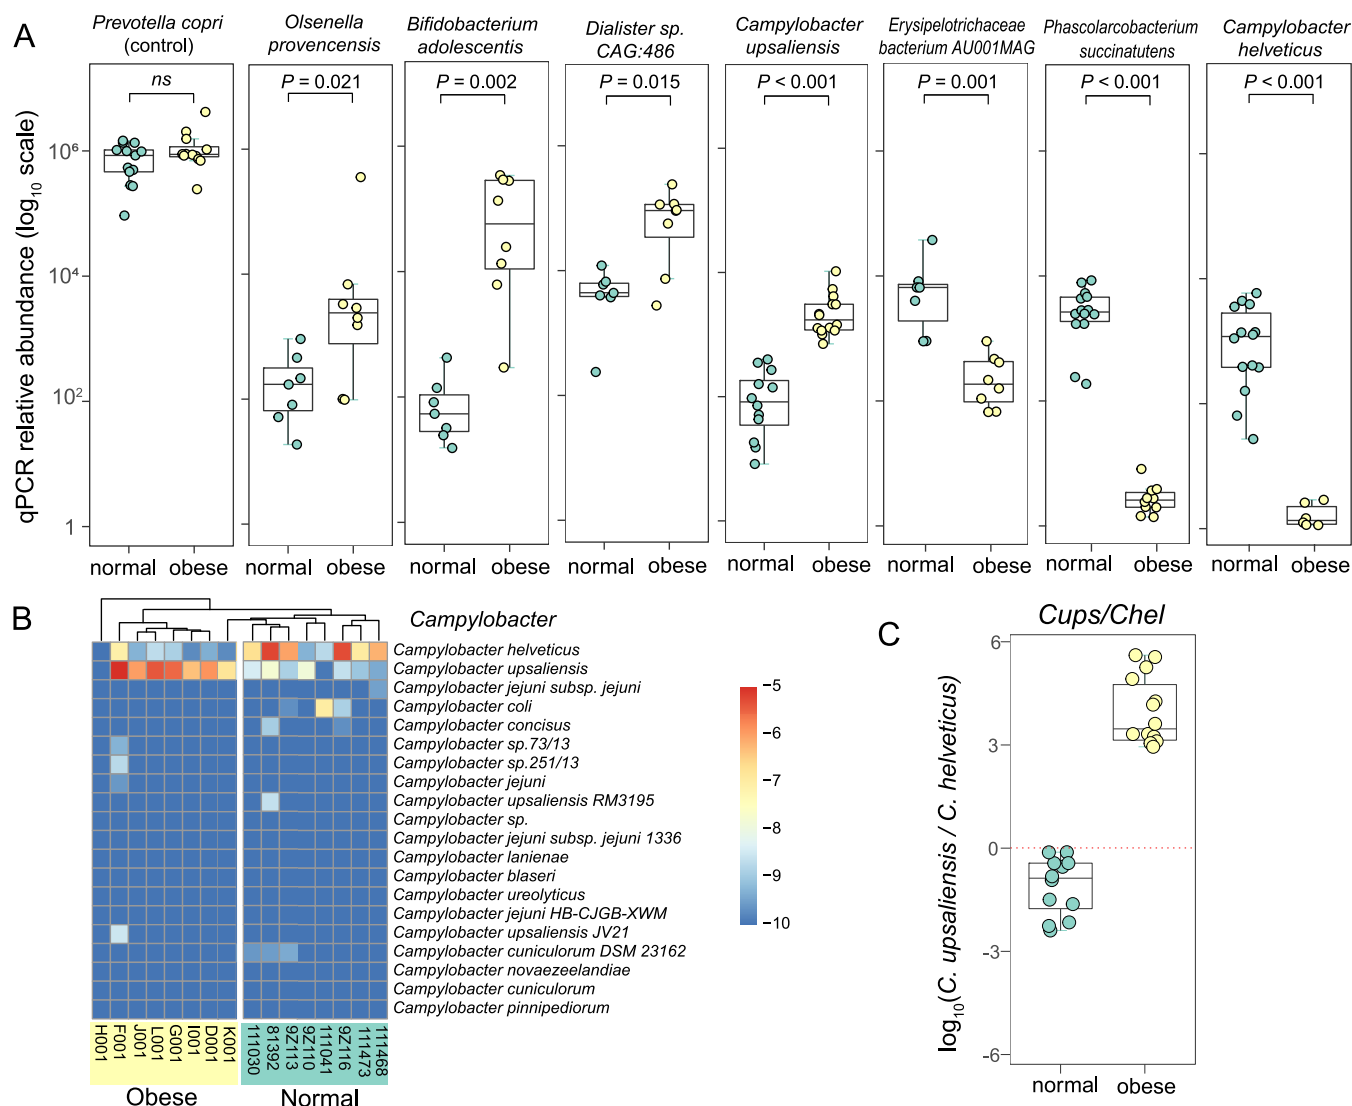 A
Prevotella copri
(control)
Olsenella
provencensis
Bifidobacterium
adolescentis
Dialister sp.
CAG:486
Campylobacter
upsaliensis
Erysipelotrichaceae
bacterium AU001MAG
Phascolarcobacterium
succinatutens
Campylobacter
helveticus
ns
P = 0.021
P = 0.002
P = 0.015
P < 0.001
P = 0.001
P < 0.001
P < 0.001
qPCR relative abundance (log10 scale)
10^6
10^4
10^2
1
normal obese
normal obese
normal obese
normal obese
normal obese
normal obese
normal obese
normal obese
B
Campylobacter
Campylobacter helveticus
Campylobacter upsaliensis
Campylobacter jejuni subsp. jejuni
Campylobacter coli
Campylobacter concisus
Campylobacter sp.73/13
Campylobacter sp.251/13
Campylobacter jejuni
Campylobacter upsaliensis RM3195
Campylobacter sp.
Campylobacter jejuni subsp. jejuni 1336
Campylobacter lanienae
Campylobacter blaseri
Campylobacter ureolyticus
Campylobacter jejuni HB-CJGB-XWM
Campylobacter upsaliensis JV21
Campylobacter cuniculorum DSM 23162
Campylobacter novaezeelandiae
Campylobacter cuniculorum
Campylobacter pinnipediorum
H001
F001
J001
L001
G001
I001
D001
K001
111030
81392
9Z113
9Z110
111041
9Z116
111473
111468
Obese
Normal
−5
−6
−7
−8
−9
−10
C
Cups/Chel
log10(C. upsaliensis / C. helveticus)
6
3
0
-3
-6
normal obese